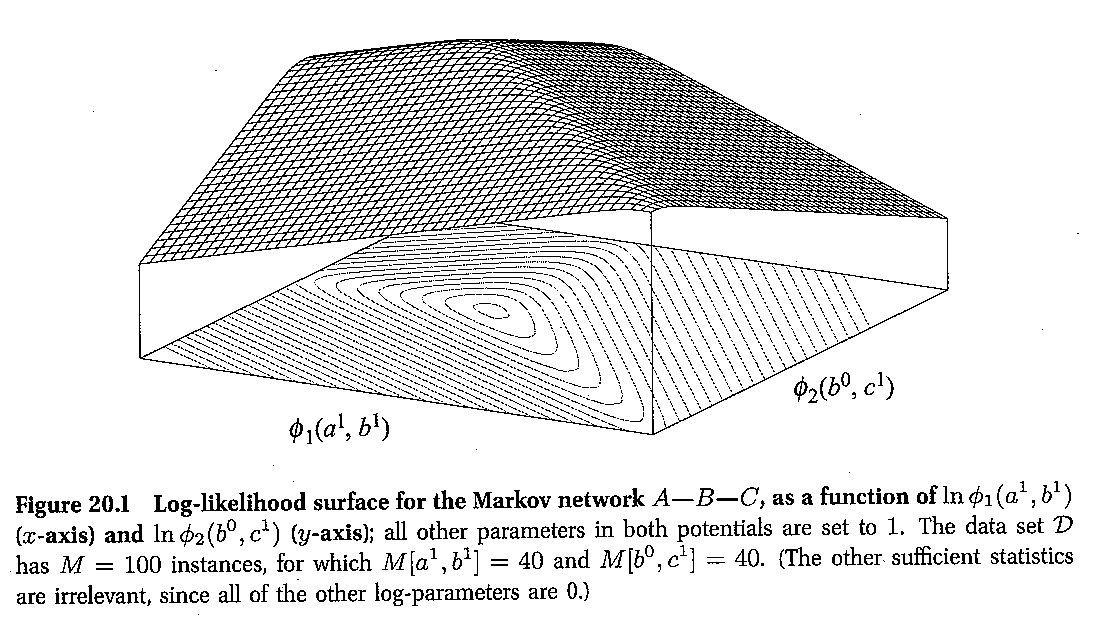 ϕ₂(b⁰, c¹)
ϕ₁(a¹, b¹)
Figure 20.1 Log-likelihood surface for the Markov network A—B—C, as a function of ln ϕ₁(a¹, b¹)
(x-axis) and ln ϕ₂(b⁰, c¹) (y-axis); all other parameters in both potentials are set to 1. The data set 𝒟
has M = 100 instances, for which M[a¹, b¹] = 40 and M[b⁰, c¹] = 40. (The other sufficient statistics
are irrelevant, since all of the other log-parameters are 0.)